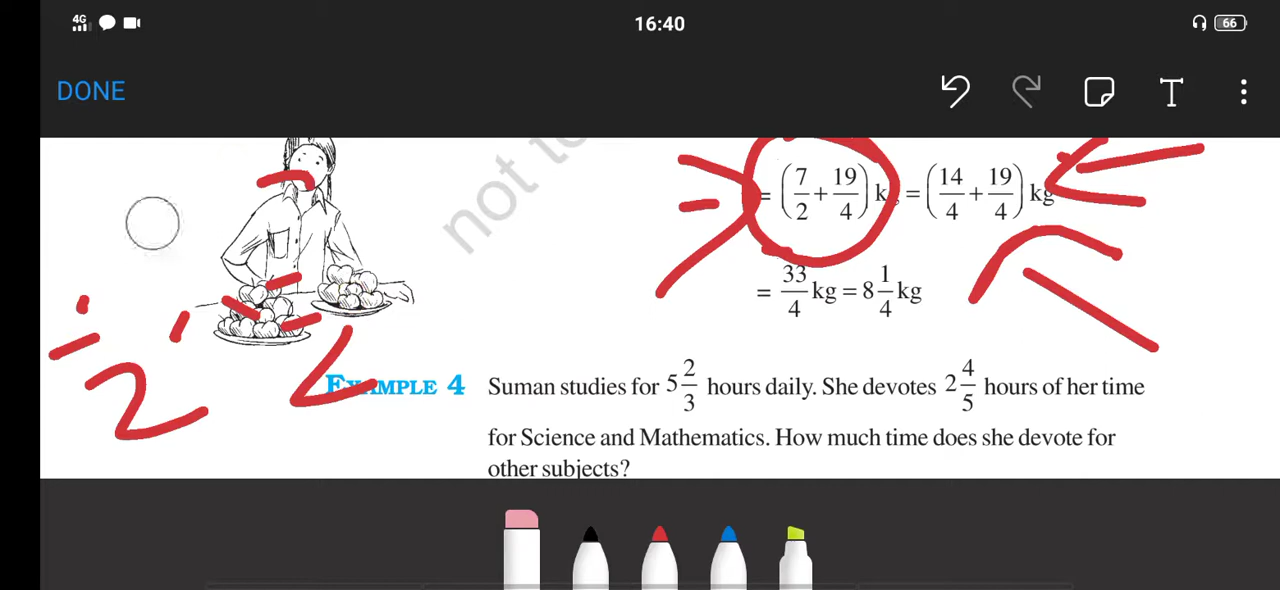 4G 16:40 66
DONE T
not to
= (7/2 + 19/4) kg = (14/4 + 19/4) kg
= 33/4 kg = 8 1/4 kg
EXAMPLE 4 Suman studies for 5 2/3 hours daily. She devotes 2 4/5 hours of her time
for Science and Mathematics. How much time does she devote for
other subjects?